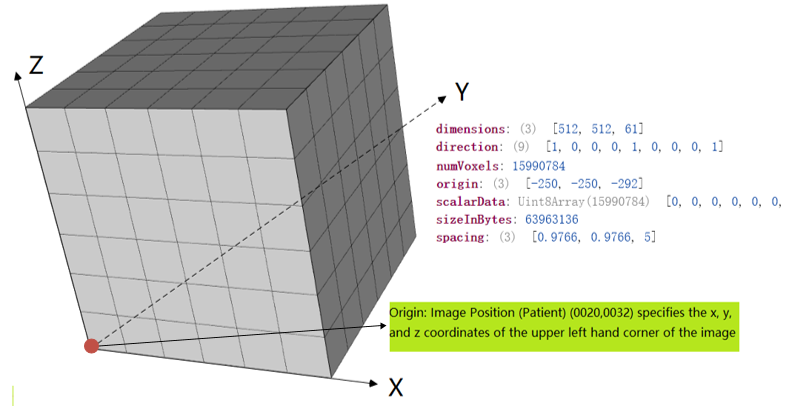 Z
Y
dimensions: (3) [512, 512, 61]
direction: (9) [1, 0, 0, 0, 1, 0, 0, 0, 1]
numVoxels: 15990784
origin: (3) [-250, -250, -292]
scalarData: Uint8Array(15990784) [0, 0, 0, 0, 0, 0,
sizeInBytes: 63963136
spacing: (3) [0.9766, 0.9766, 5]
Origin: Image Position (Patient) (0020,0032) specifies the x, y,
and z coordinates of the upper left hand corner of the image
X